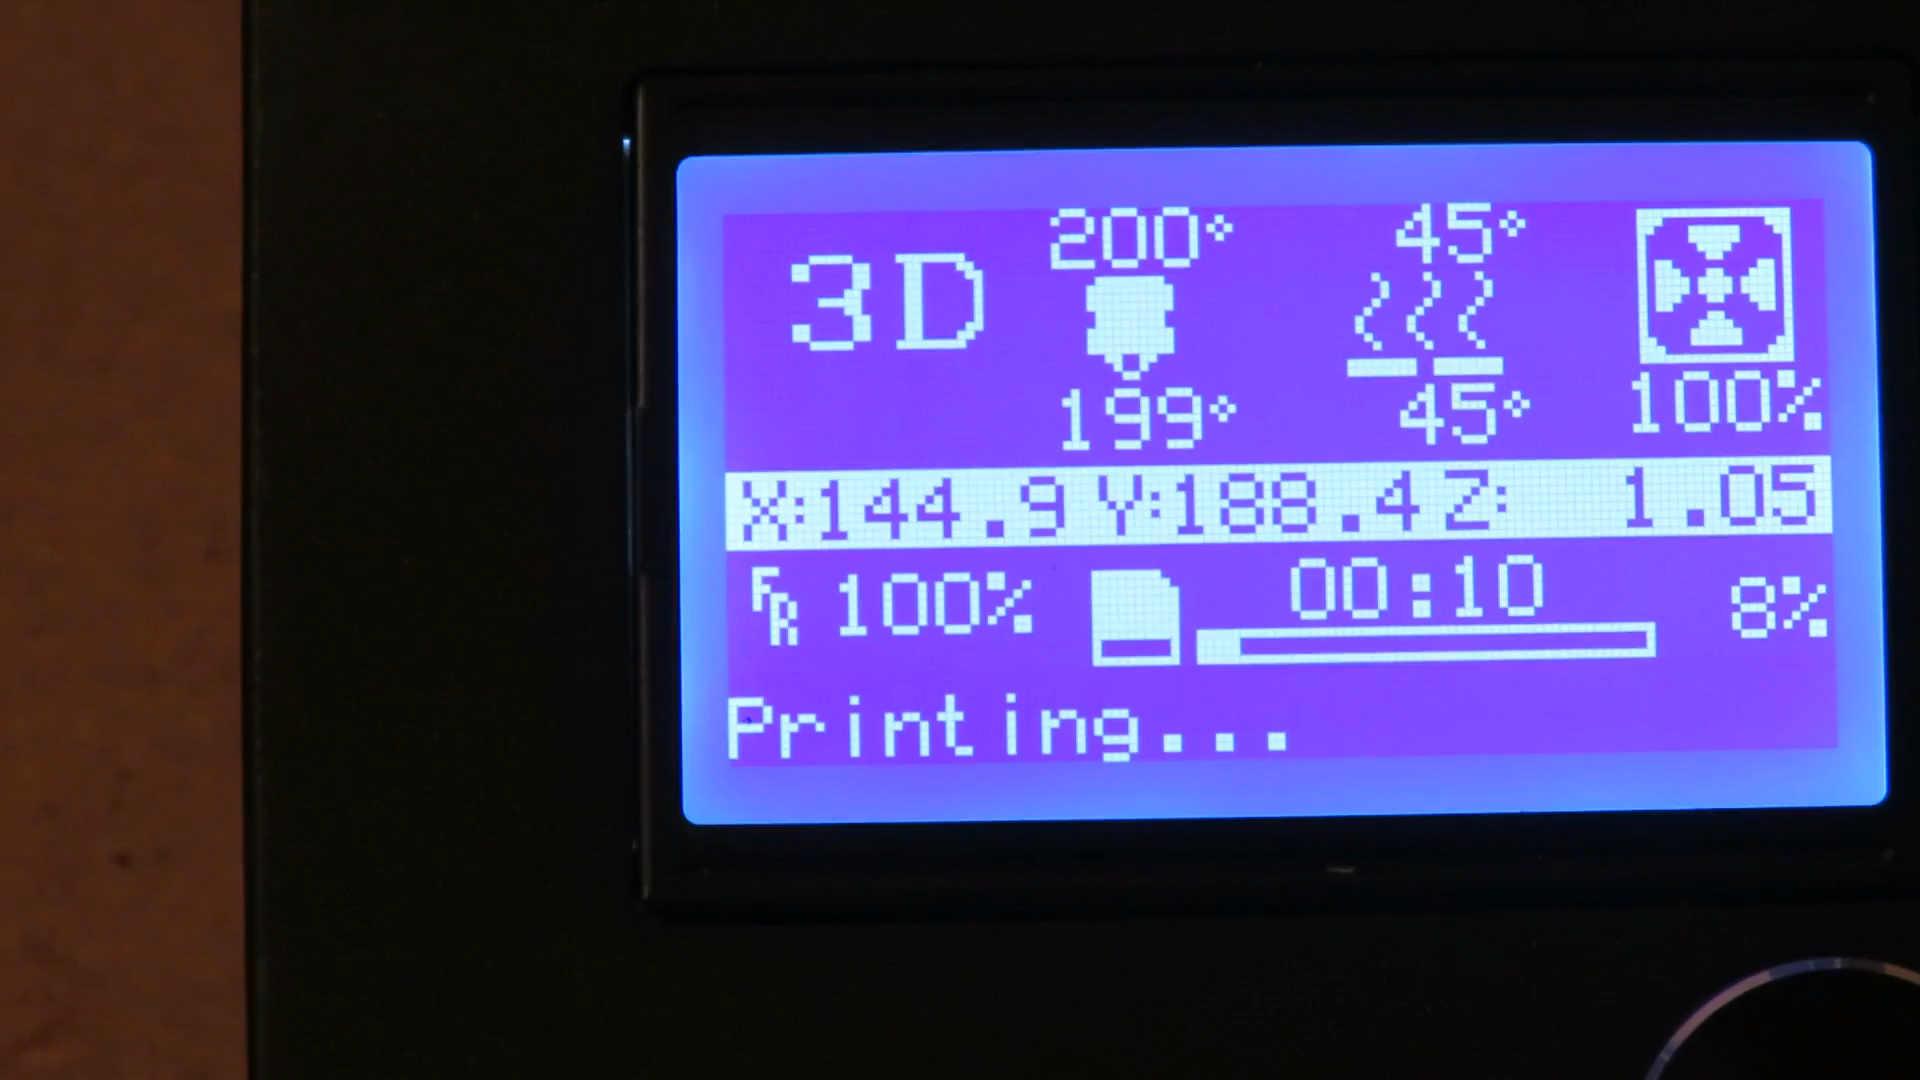 3D 200° 45°
199° 45° 100%
X:144.9 Y:188.4 Z: 1.05
FR 100% 00:10 8%
Printing...